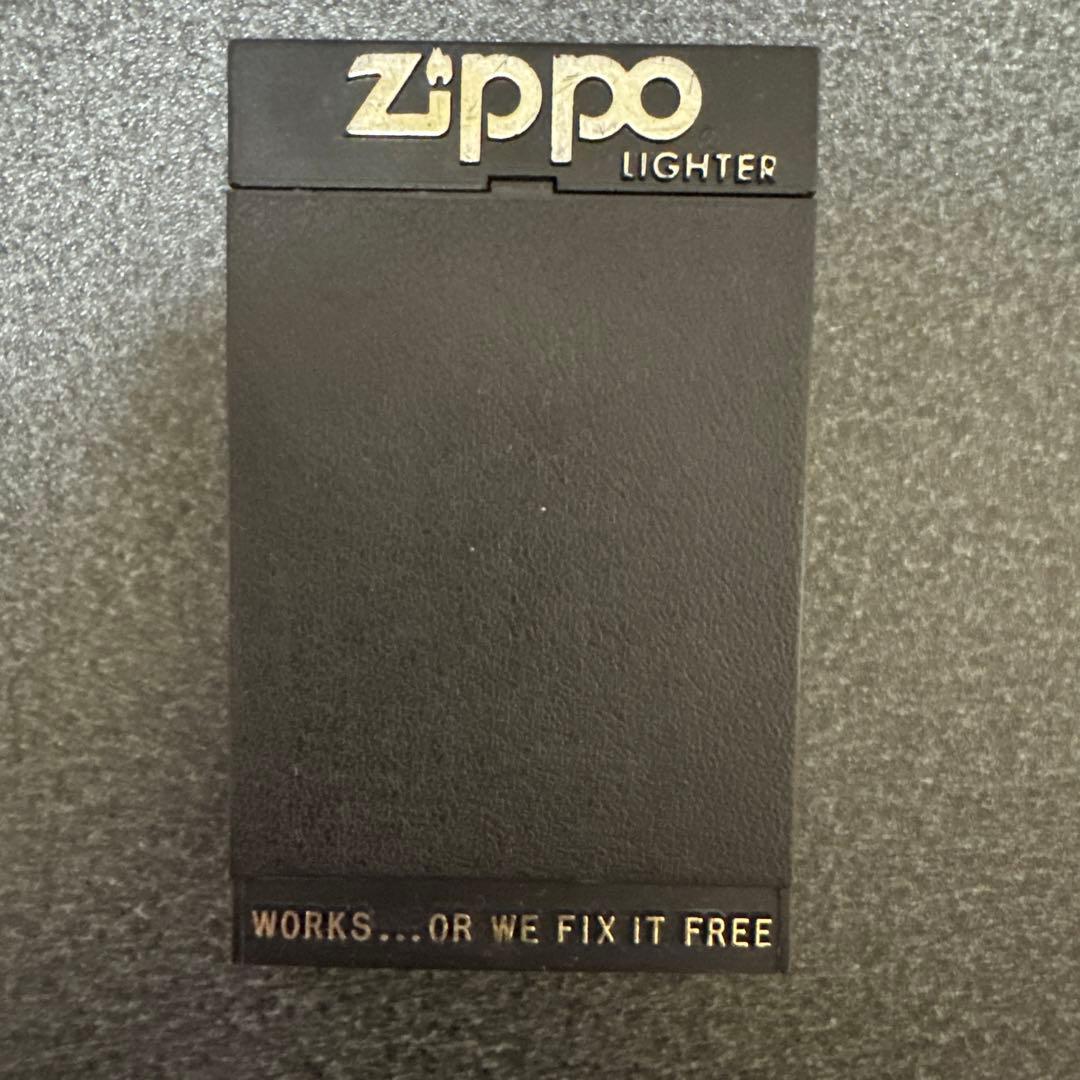 Zippo
LIGHTER
WORKS...OR WE FIX IT FREE